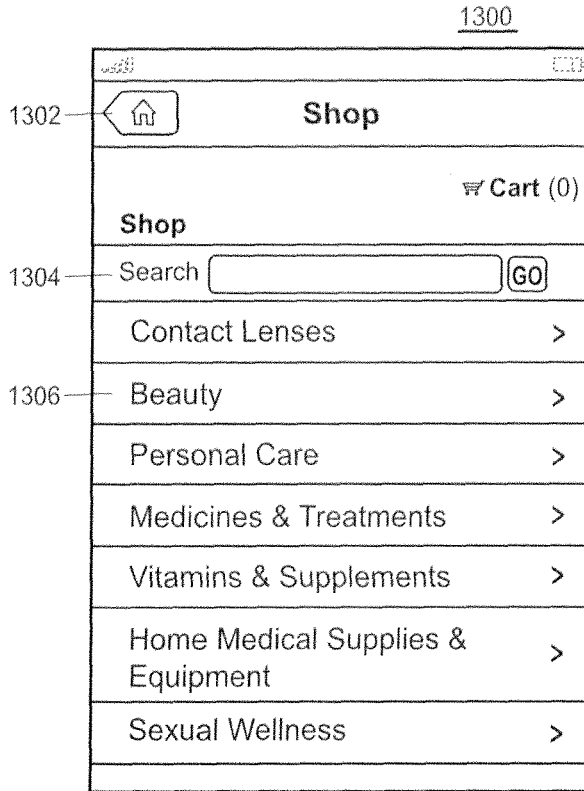 1300
1302
Shop
Cart (0)
Shop
1304
Search
GO
Contact Lenses >
1306
Beauty >
Personal Care >
Medicines & Treatments >
Vitamins & Supplements >
Home Medical Supplies &
Equipment >
Sexual Wellness >